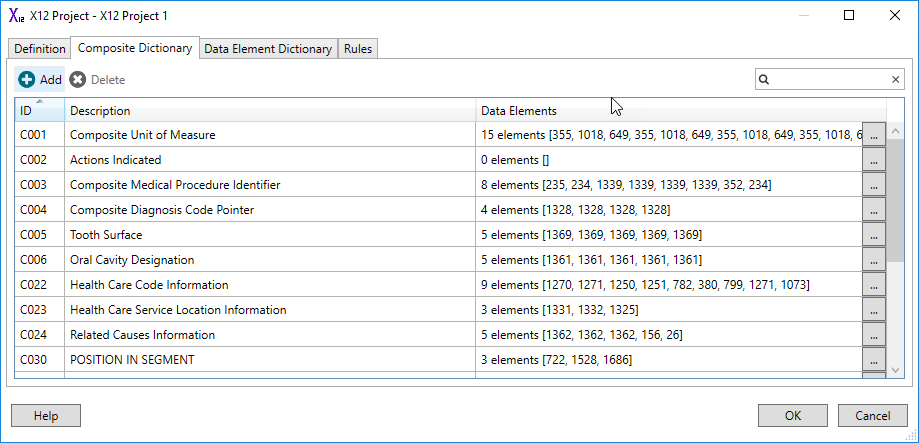 X12 X12 Project - X12 Project 1
Definition Composite Dictionary Data Element Dictionary Rules
Add Delete
ID Description Data Elements
C001 Composite Unit of Measure 15 elements [355, 1018, 649, 355, 1018, 649, 355, 1018, 649, 355, 1018, 6 ...
C002 Actions Indicated 0 elements [] ...
C003 Composite Medical Procedure Identifier 8 elements [235, 234, 1339, 1339, 1339, 1339, 352, 234] ...
C004 Composite Diagnosis Code Pointer 4 elements [1328, 1328, 1328, 1328] ...
C005 Tooth Surface 5 elements [1369, 1369, 1369, 1369, 1369] ...
C006 Oral Cavity Designation 5 elements [1361, 1361, 1361, 1361, 1361] ...
C022 Health Care Code Information 9 elements [1270, 1271, 1250, 1251, 782, 380, 799, 1271, 1073] ...
C023 Health Care Service Location Information 3 elements [1331, 1332, 1325] ...
C024 Related Causes Information 5 elements [1362, 1362, 1362, 156, 26] ...
C030 POSITION IN SEGMENT 3 elements [722, 1528, 1686] ...
Help OK Cancel